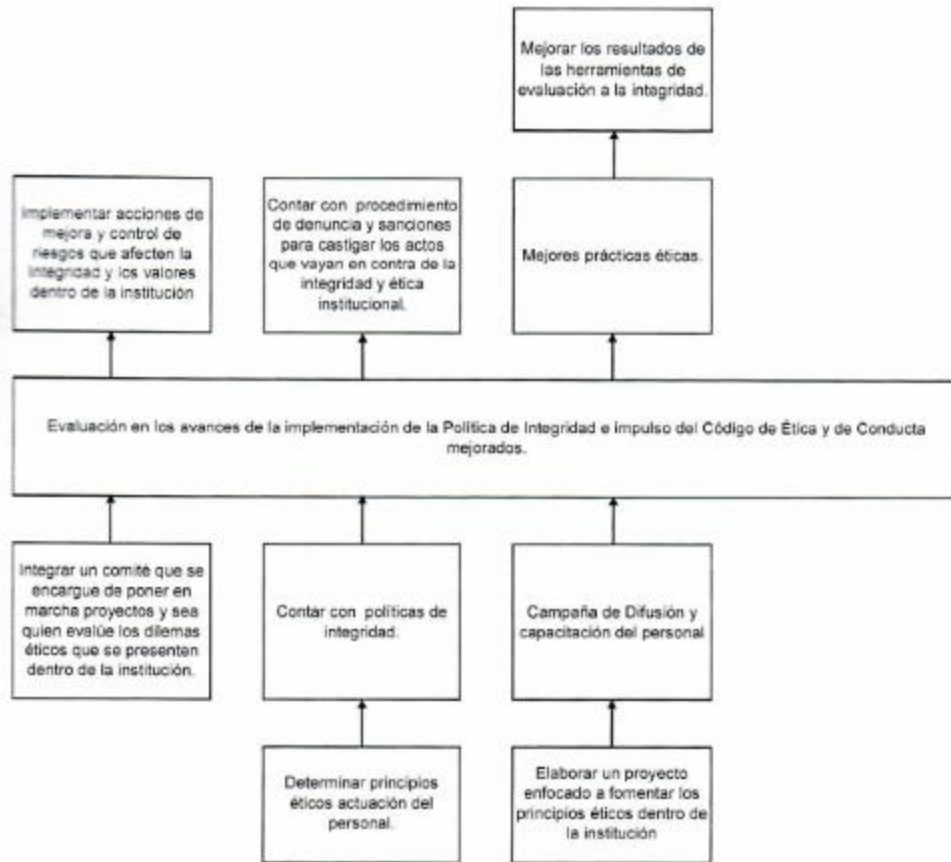 Mejorar los resultados de
las herramientas de
evaluación a la integridad.
Implementar acciones de
mejora y control de
riesgos que afecten la
integridad y los valores
dentro de la institución
Contar con procedimiento
de denuncia y sanciones
para castigar los actos
que vayan en contra de la
integridad y ética
institucional.
Mejores prácticas éticas.
Evaluación en los avances de la implementación de la Política de Integridad e impulso del Código de Ética y de Conducta
mejorados.
Integrar un comité que se
encargue de poner en
marcha proyectos y sea
quien evalúe los dilemas
éticos que se presenten
dentro de la institución.
Contar con políticas de
integridad.
Campaña de Difusión y
capacitación del personal
Determinar principios
éticos actuación del
personal.
Elaborar un proyecto
enfocado a fomentar los
principios éticos dentro de
la institución